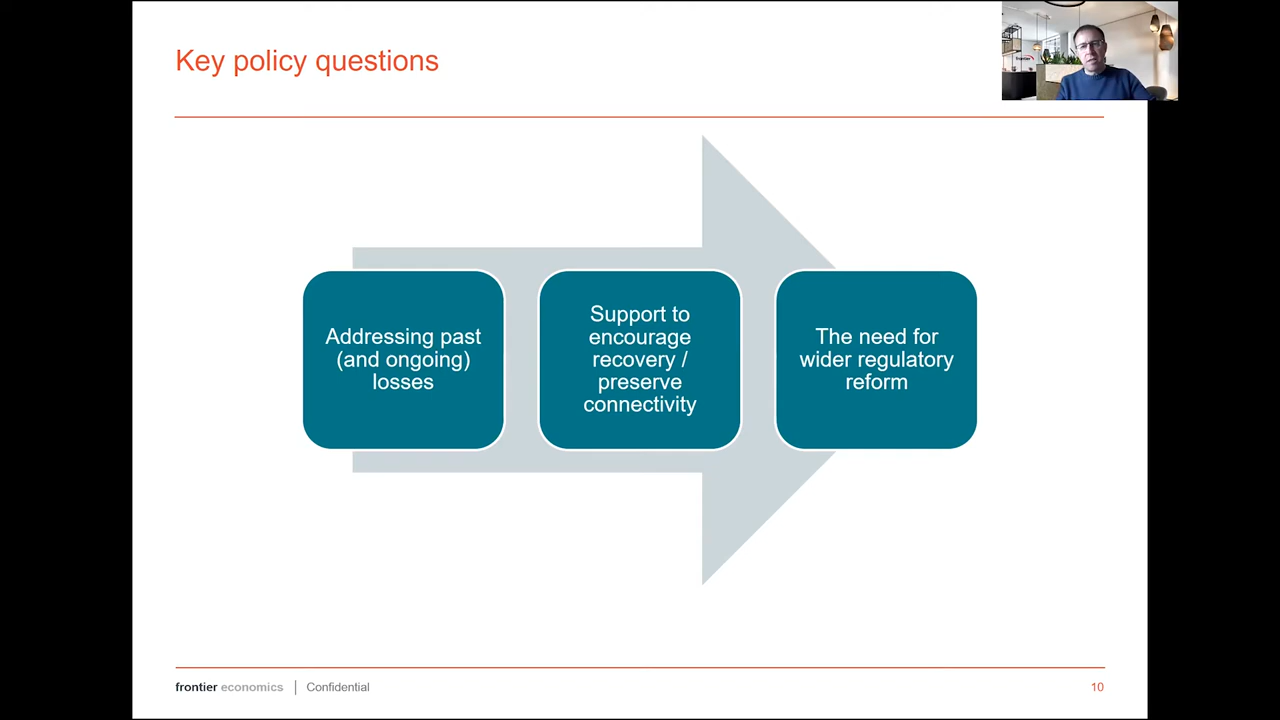 Key policy questions
Addressing past
(and ongoing)
losses
Support to
encourage
recovery /
preserve
connectivity
The need for
wider regulatory
reform
frontier economics | Confidential
10